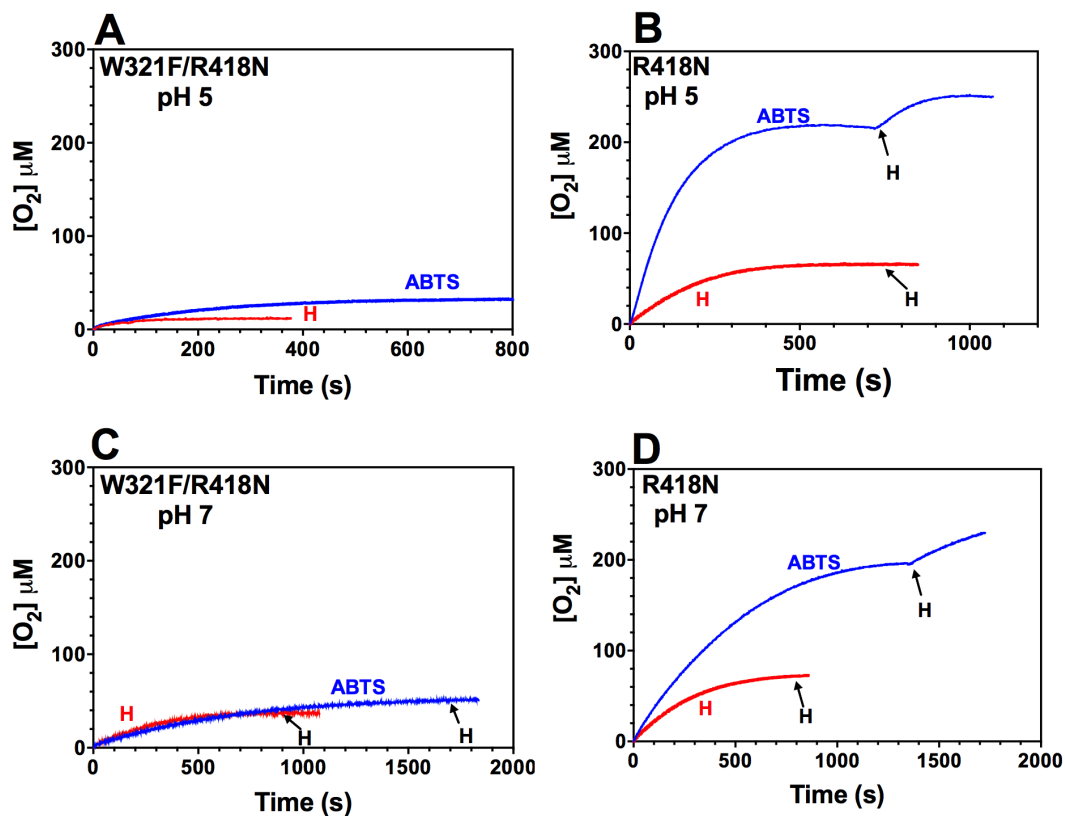 A
W321F/R418N
pH 5
300
200
100
0
[O2] μM
ABTS
H
0
200
400
600
800
Time (s)
B
R418N
pH 5
300
200
100
0
[O2] μM
ABTS
H
H
H
0
500
1000
Time (s)
C
W321F/R418N
pH 7
300
200
100
0
[O2] μM
H
ABTS
H
H
0
500
1000
1500
2000
Time (s)
D
R418N
pH 7
300
200
100
0
[O2] μM
ABTS
H
H
H
0
500
1000
1500
2000
Time (s)